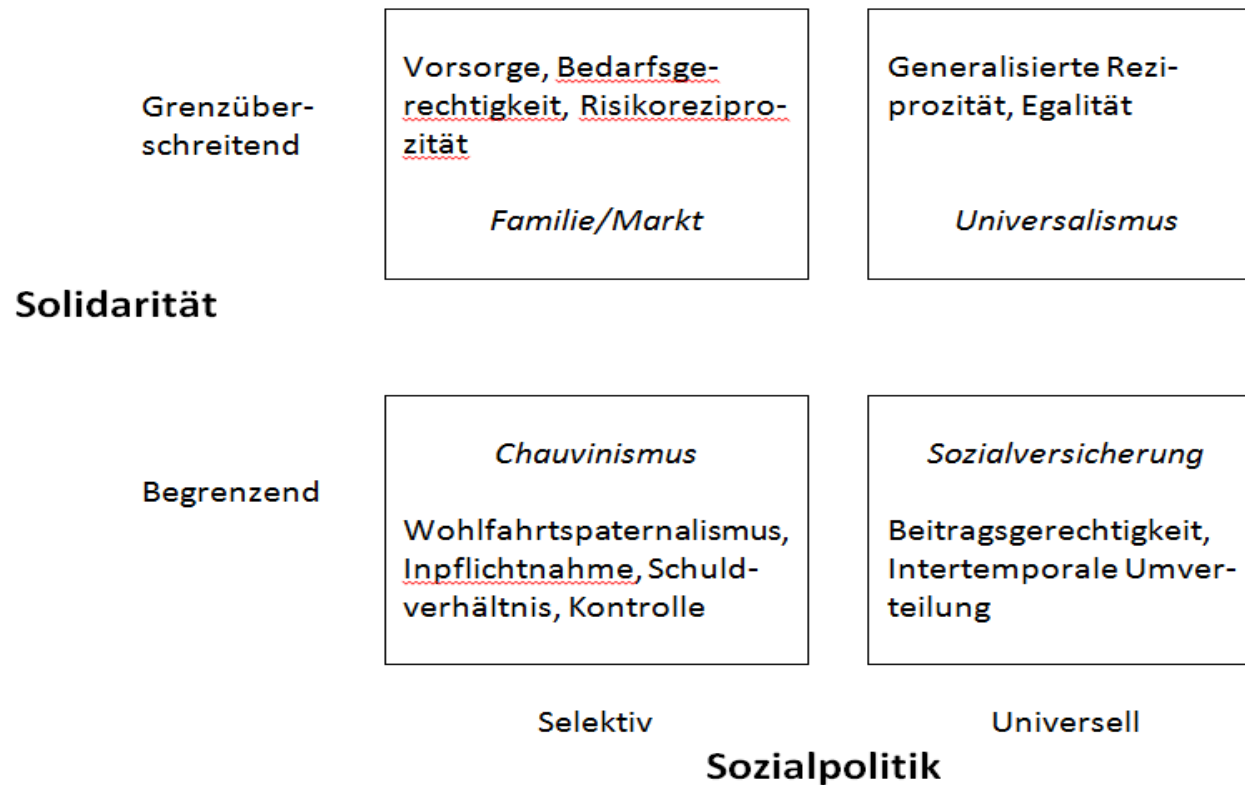 Grenzüber-
schreitend
Vorsorge, Bedarfsge-
rechtigkeit, Risikorezipro-
zität
Familie/Markt
Generalisierte Rezi-
prozität, Egalität
Universalismus
Solidarität
Begrenzend
Chauvinismus
Wohlfahrtspaternalismus,
Inpflichtnahme, Schuld-
verhältnis, Kontrolle
Sozialversicherung
Beitragsgerechtigkeit,
Intertemporale Umver-
teilung
Selektiv
Universell
Sozialpolitik